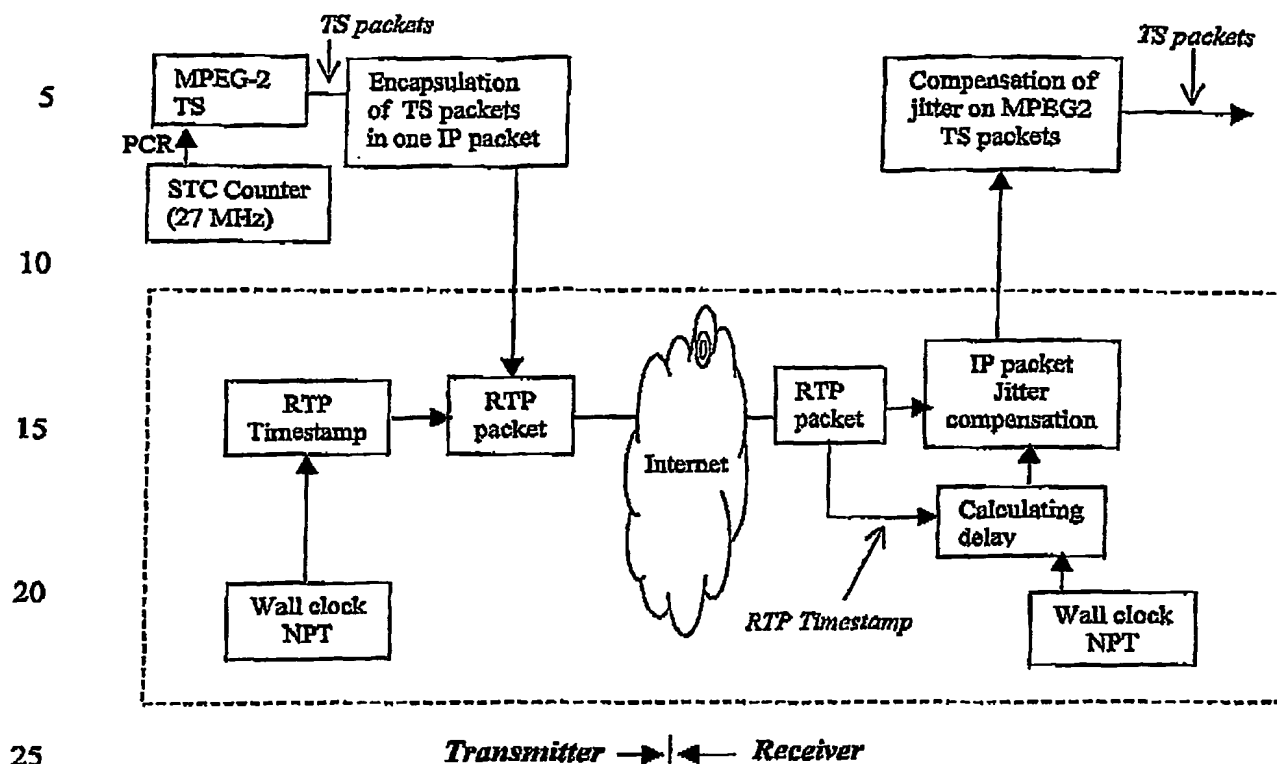 TS packets
MPEG-2
TS
Encapsulation
of TS packets
in one IP packet
PCR
STC Counter
(27 MHz)
Compensation of
jitter on MPEG2
TS packets
TS packets
5
10
15
20
25
RTP
Timestamp
RTP
packet
Internet
RTP
packet
IP packet
Jitter
compensation
Calculating
delay
RTP Timestamp
Wall clock
NPT
Wall clock
NPT
Transmitter
Receiver